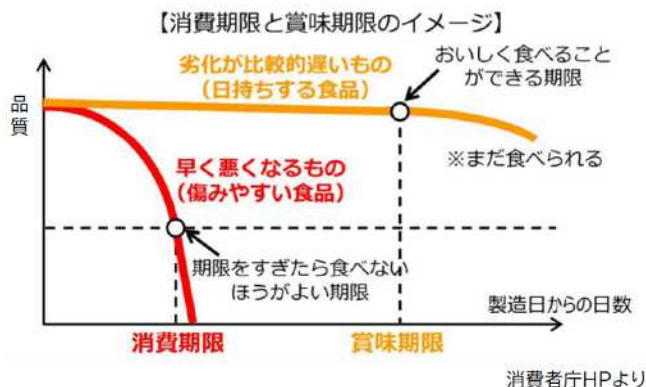 【消費期限と賞味期限のイメージ】
品質
劣化が比較的遅いもの
（日持ちする食品）
おいしく食べること
ができる期限
※まだ食べられる
早く悪くなるもの
（傷みやすい食品）
期限をすぎたら食べない
ほうがよい期限
製造日からの日数
消費期限
賞味期限
消費者庁HPより